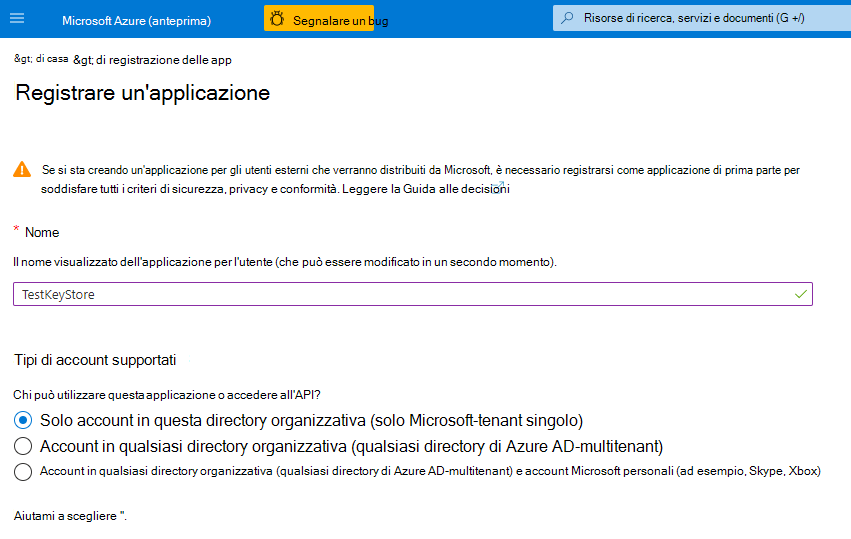 Microsoft Azure (anteprima)
Segnalare un bug
Risorse di ricerca, servizi e documenti (G +/)
&gt; di casa &gt; di registrazione delle app
Registrare un'applicazione
Se si sta creando un'applicazione per gli utenti esterni che verranno distribuiti da Microsoft, è necessario registrarsi come applicazione di prima parte per
soddisfare tutti i criteri di sicurezza, privacy e conformità. Leggere la Guida alle decisioni
* Nome
Il nome visualizzato dell'applicazione per l'utente (che può essere modificato in un secondo momento).
TestKeyStore
Tipi di account supportati
Chi può utilizzare questa applicazione o accedere all'API?
Solo account in questa directory organizzativa (solo Microsoft-tenant singolo)
Account in qualsiasi directory organizzativa (qualsiasi directory di Azure AD-multitenant)
Account in qualsiasi directory organizzativa (qualsiasi directory di Azure AD-multitenant) e account Microsoft personali (ad esempio, Skype, Xbox)
Aiutami a scegliere ".